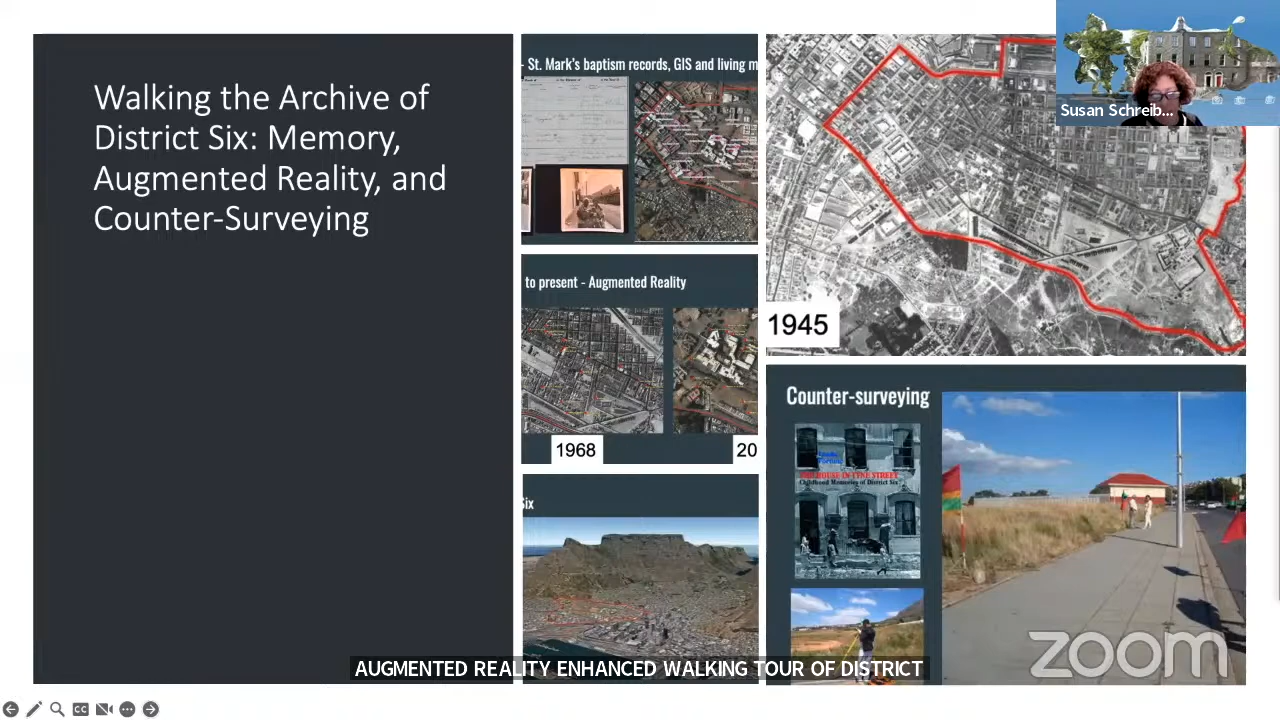 Walking the Archive of
District Six: Memory,
Augmented Reality, and
Counter-Surveying
- St. Mark's baptism records, GIS and living m
to present - Augmented Reality
1968
20
Six
1945
Counter-surveying
Childhood Memories of District Six
Susan Schreib...
zoom
AUGMENTED REALITY ENHANCED WALKING TOUR OF DISTRICT
CC